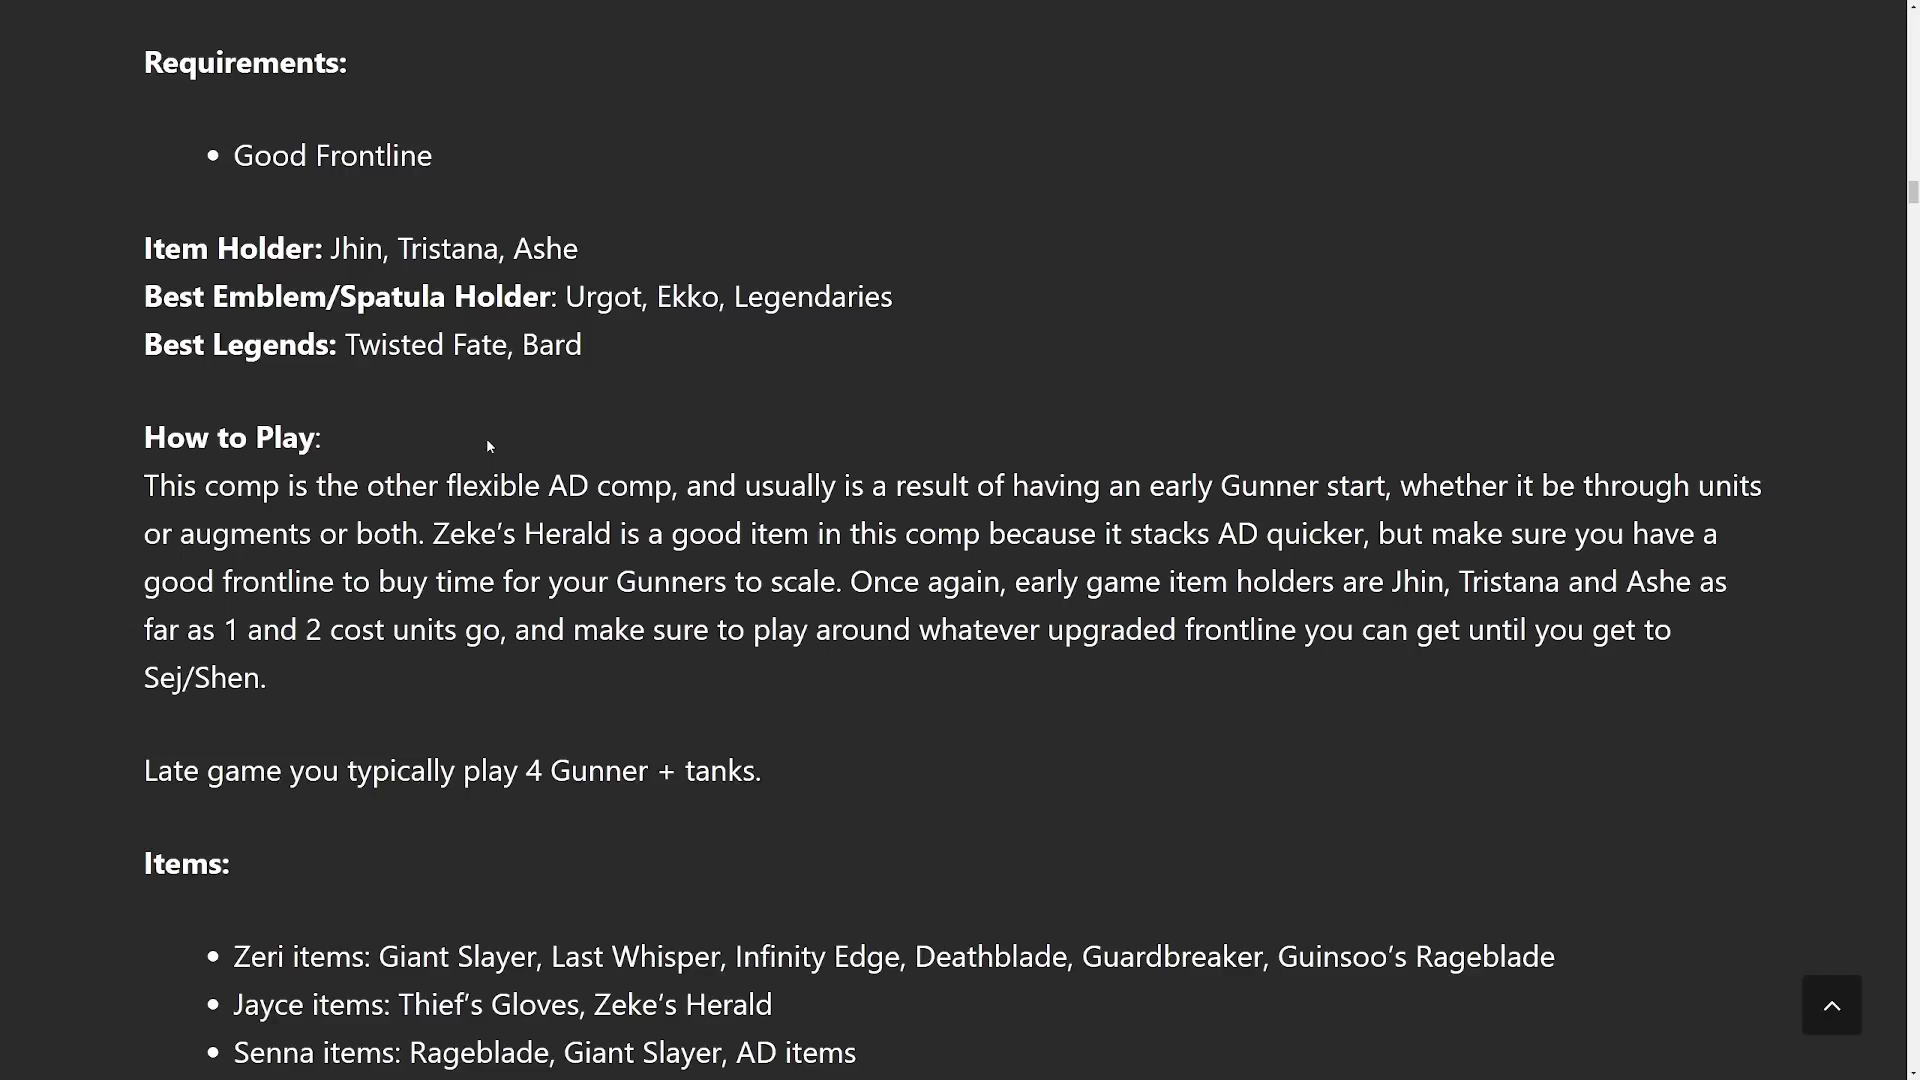 Requirements:
• Good Frontline
Item Holder: Jhin, Tristana, Ashe
Best Emblem/Spatula Holder: Urgot, Ekko, Legendaries
Best Legends: Twisted Fate, Bard
How to Play:
This comp is the other flexible AD comp, and usually is a result of having an early Gunner start, whether it be through units
or augments or both. Zeke’s Herald is a good item in this comp because it stacks AD quicker, but make sure you have a
good frontline to buy time for your Gunners to scale. Once again, early game item holders are Jhin, Tristana and Ashe as
far as 1 and 2 cost units go, and make sure to play around whatever upgraded frontline you can get until you get to
Sej/Shen.
Late game you typically play 4 Gunner + tanks.
Items:
• Zeri items: Giant Slayer, Last Whisper, Infinity Edge, Deathblade, Guardbreaker, Guinsoo’s Rageblade
• Jayce items: Thief’s Gloves, Zeke‘s Herald
• Senna items: Rageblade, Giant Slayer, AD items